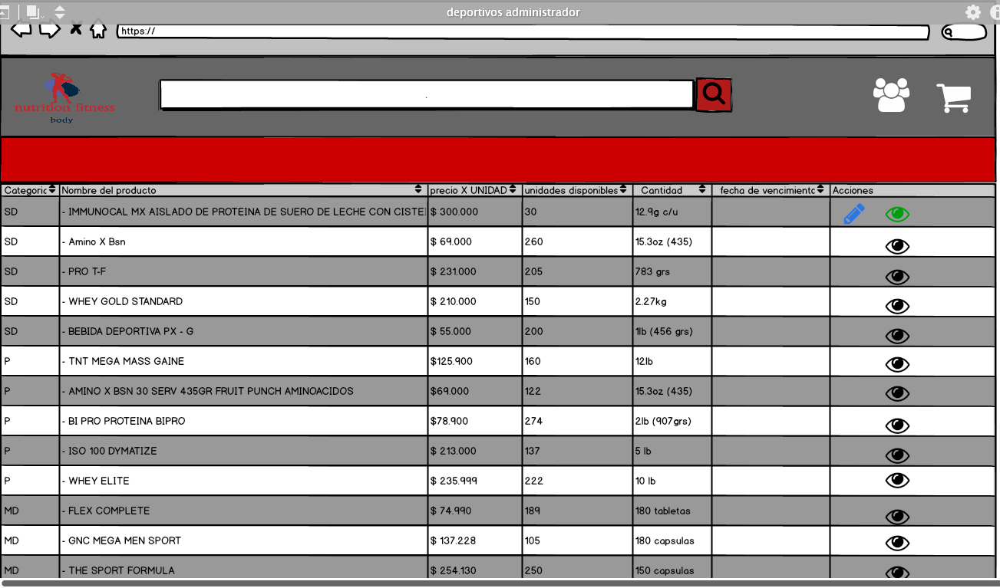 deportivos administrador
https://
nutrition fitness
body
Categoric Nombre del producto precio X UNIDAD unidades disponibles Cantidad fecha de vencimiento Acciones
SD - IMMUNOCAL MX AISLADO DE PROTEINA DE SUERO DE LECHE CON CISTEI $ 300.000 30 12.9g c/u
SD - Amino X Bsn $ 69.000 260 15.3oz (435)
SD - PRO T-F $ 231.000 205 783 grs
SD - WHEY GOLD STANDARD $ 210.000 150 2.27kg
SD - BEBIDA DEPORTIVA PX - G $ 55.000 200 1lb (456 grs)
P - TNT MEGA MASS GAINE $125.900 160 12lb
P - AMINO X BSN 30 SERV 435GR FRUIT PUNCH AMINOACIDOS $69.000 122 15.3oz (435)
P - BI PRO PROTEINA BIPRO $78.900 274 2lb (907grs)
P - ISO 100 DYMATIZE $ 213.000 137 5 lb
P - WHEY ELITE $ 235.999 222 10 lb
MD - FLEX COMPLETE $ 74.990 189 180 tabletas
MD - GNC MEGA MEN SPORT $ 137.228 105 180 capsulas
MD - THE SPORT FORMULA $ 254.130 250 150 capsulas